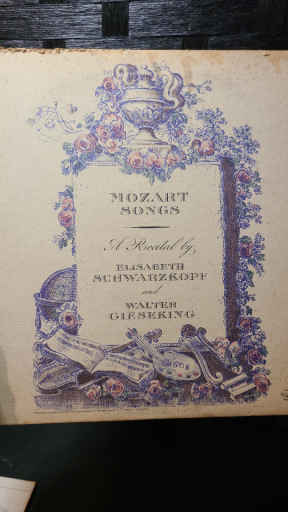 MOZART
SONGS
A Recital by
ELISABETH
SCHWARZKOPF
and
WALTER
GIESEKING